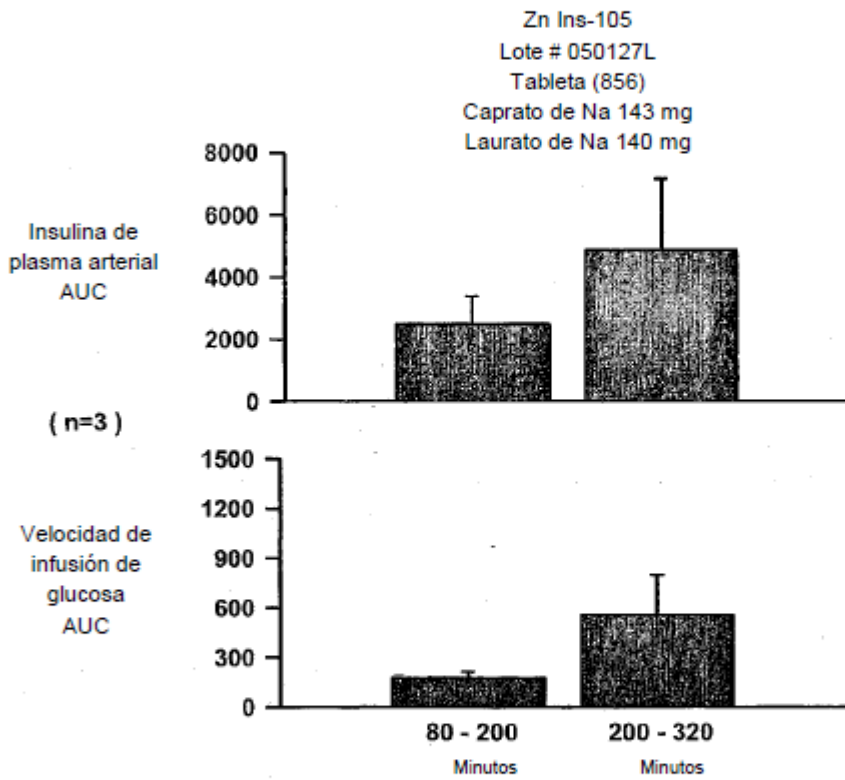 Zn Ins-105
Lote # 050127L
Tableta (856)
Caprato de Na 143 mg
Laurato de Na 140 mg
8000
6000
4000
2000
0
Insulina de
plasma arterial
AUC
( n=3 )
1500
1200
900
600
300
0
Velocidad de
infusión de
glucosa
AUC
80 - 200
200 - 320
Minutos
Minutos